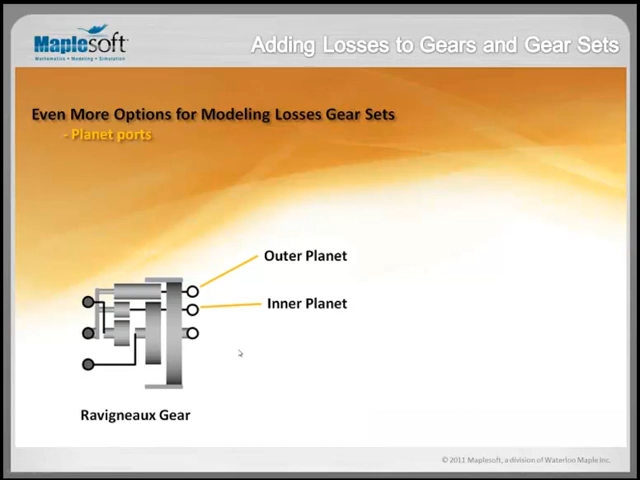 Maplesoft
Mathematics • Modeling • Simulation
Adding Losses to Gears and Gear Sets
Even More Options for Modeling Losses Gear Sets
- Planet ports
Outer Planet
Inner Planet
Ravigneaux Gear
© 2011 Maplesoft, a division of Waterloo Maple Inc.